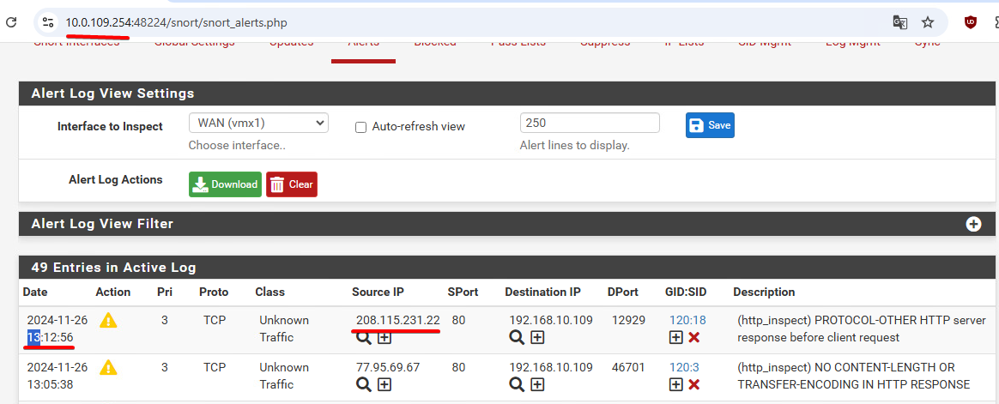 10.0.109.254:48224/snort/snort_alerts.php
Snort Interfaces Global Settings Updates Alerts Blocked Pass Lists Suppress IP Lists SID Mgmt Log Mgmt Sync
Alert Log View Settings
Interface to Inspect WAN (vmx1) Auto-refresh view 250 Save
Choose interface.. Alert lines to display.
Alert Log Actions Download Clear
Alert Log View Filter
49 Entries in Active Log
Date Action Pri Proto Class Source IP SPort Destination IP DPort GID:SID Description
2024-11-26 3 TCP Unknown 208.115.231.22 80 192.168.10.109 12929 120:18 (http_inspect) PROTOCOL-OTHER HTTP server
13:12:56 Traffic response before client request
2024-11-26 3 TCP Unknown 77.95.69.67 80 192.168.10.109 46701 120:3 (http_inspect) NO CONTENT-LENGTH OR
13:05:38 Traffic TRANSFER-ENCODING IN HTTP RESPONSE